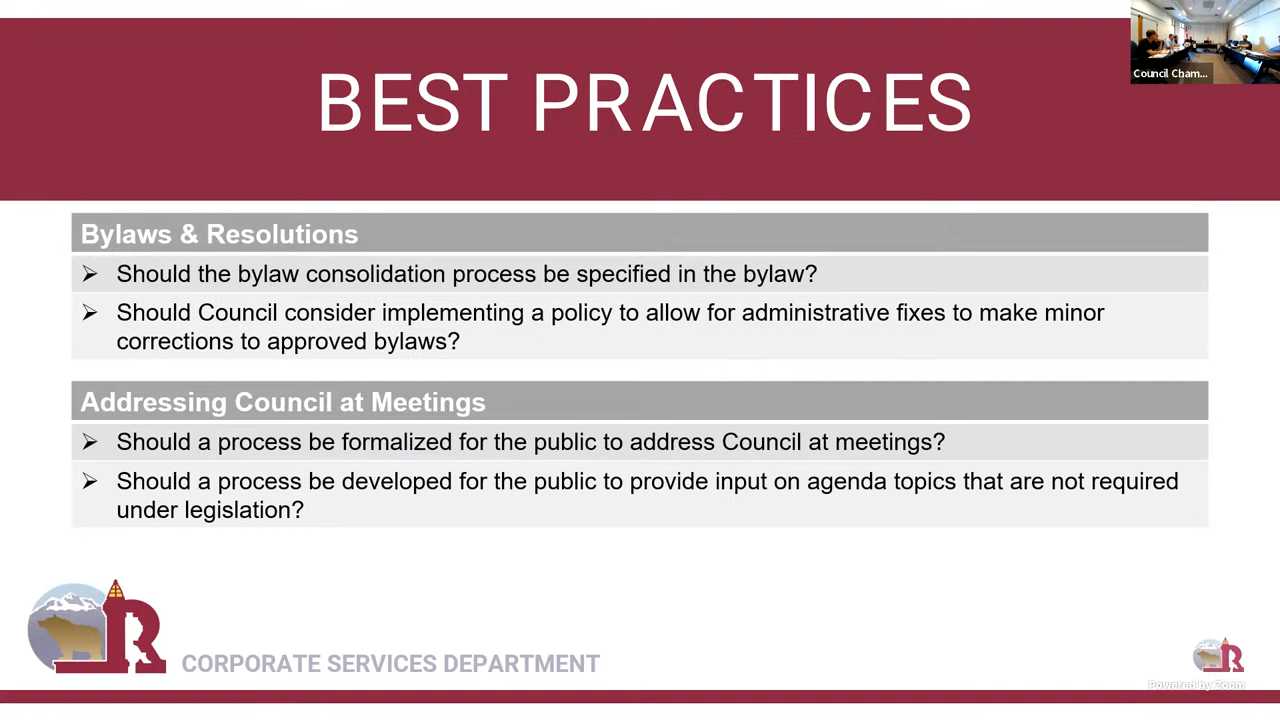 Council Cham...
BEST PRACTICES
Bylaws & Resolutions
➢ Should the bylaw consolidation process be specified in the bylaw?
➢ Should Council consider implementing a policy to allow for administrative fixes to make minor
corrections to approved bylaws?
Addressing Council at Meetings
➢ Should a process be formalized for the public to address Council at meetings?
➢ Should a process be developed for the public to provide input on agenda topics that are not required
under legislation?
R
CORPORATE SERVICES DEPARTMENT
R
Powered by Zoom